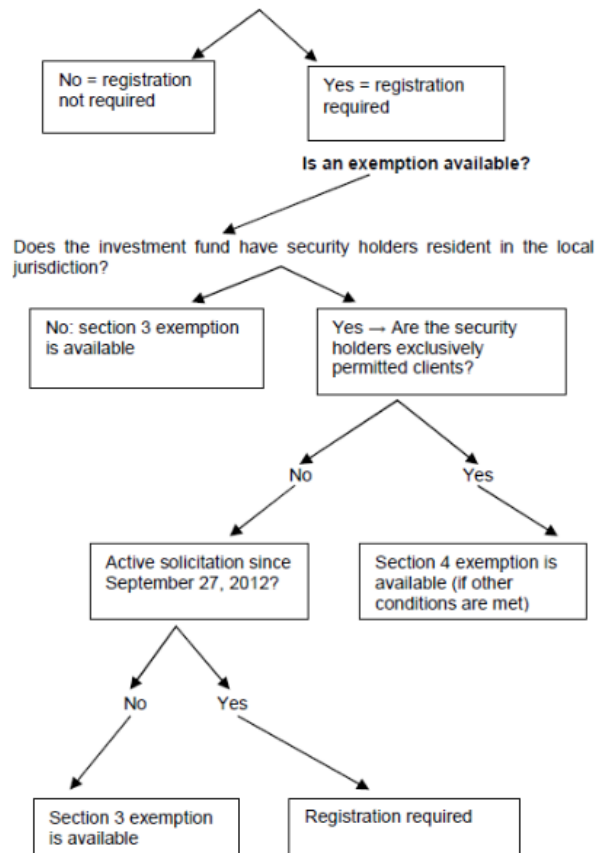 No = registration
not required
Yes = registration
required
Is an exemption available?
Does the investment fund have security holders resident in the local
jurisdiction?
No: section 3 exemption
is available
Yes → Are the security
holders exclusively
permitted clients?
No
Yes
Active solicitation since
September 27, 2012?
Section 4 exemption is
available (if other
conditions are met)
No
Yes
Section 3 exemption
is available
Registration required